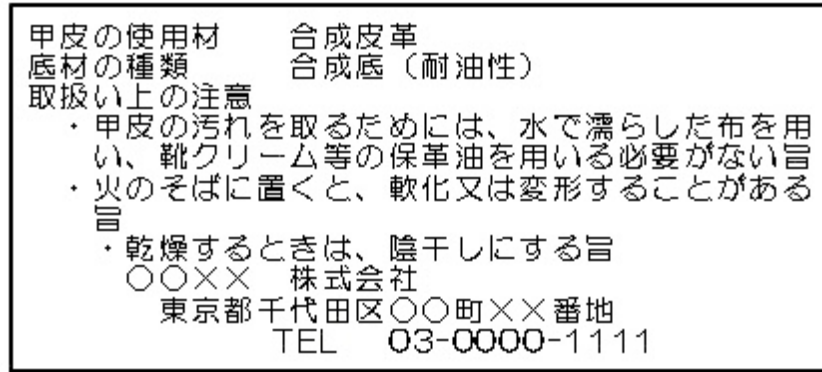 甲皮の使用材　　合成皮革
底材の種類　　　合成底（耐油性）
取扱い上の注意
・甲皮の汚れを取るためには、水で濡らした布を用
い、靴クリーム等の保革油を用いる必要がない旨
・火のそばに置くと、軟化又は変形することがある
旨
・乾燥するときは、陰干しにする旨
○○××　株式会社
東京都千代田区○○町××番地
TEL　03-0000-1111